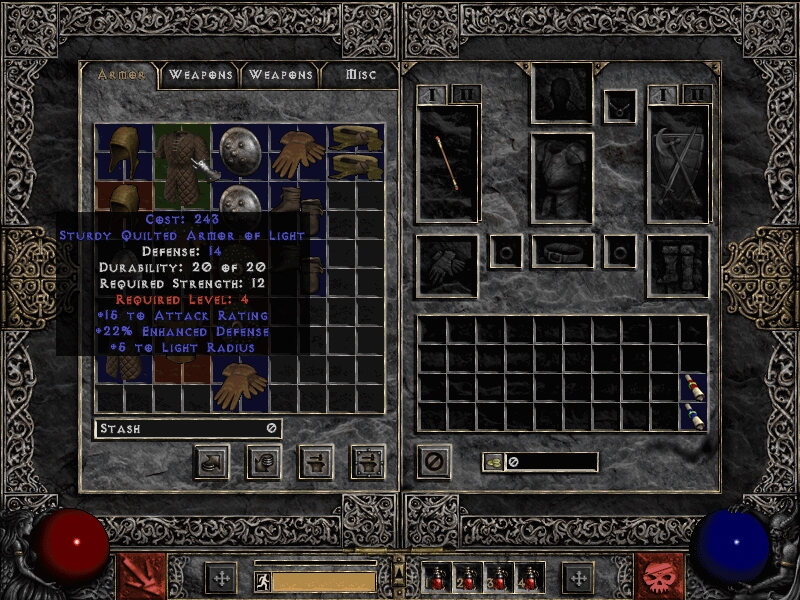 Armor Weapons Weapons Misc
I II
I II
Cost: 243
Sturdy Quilted Armor of Light
Defense: 14
Durability: 20 of 20
Required Strength: 12
Required Level: 4
+15 to Attack Rating
+22% Enhanced Defense
+5 to Light Radius
Stash 0
0
2 3 4